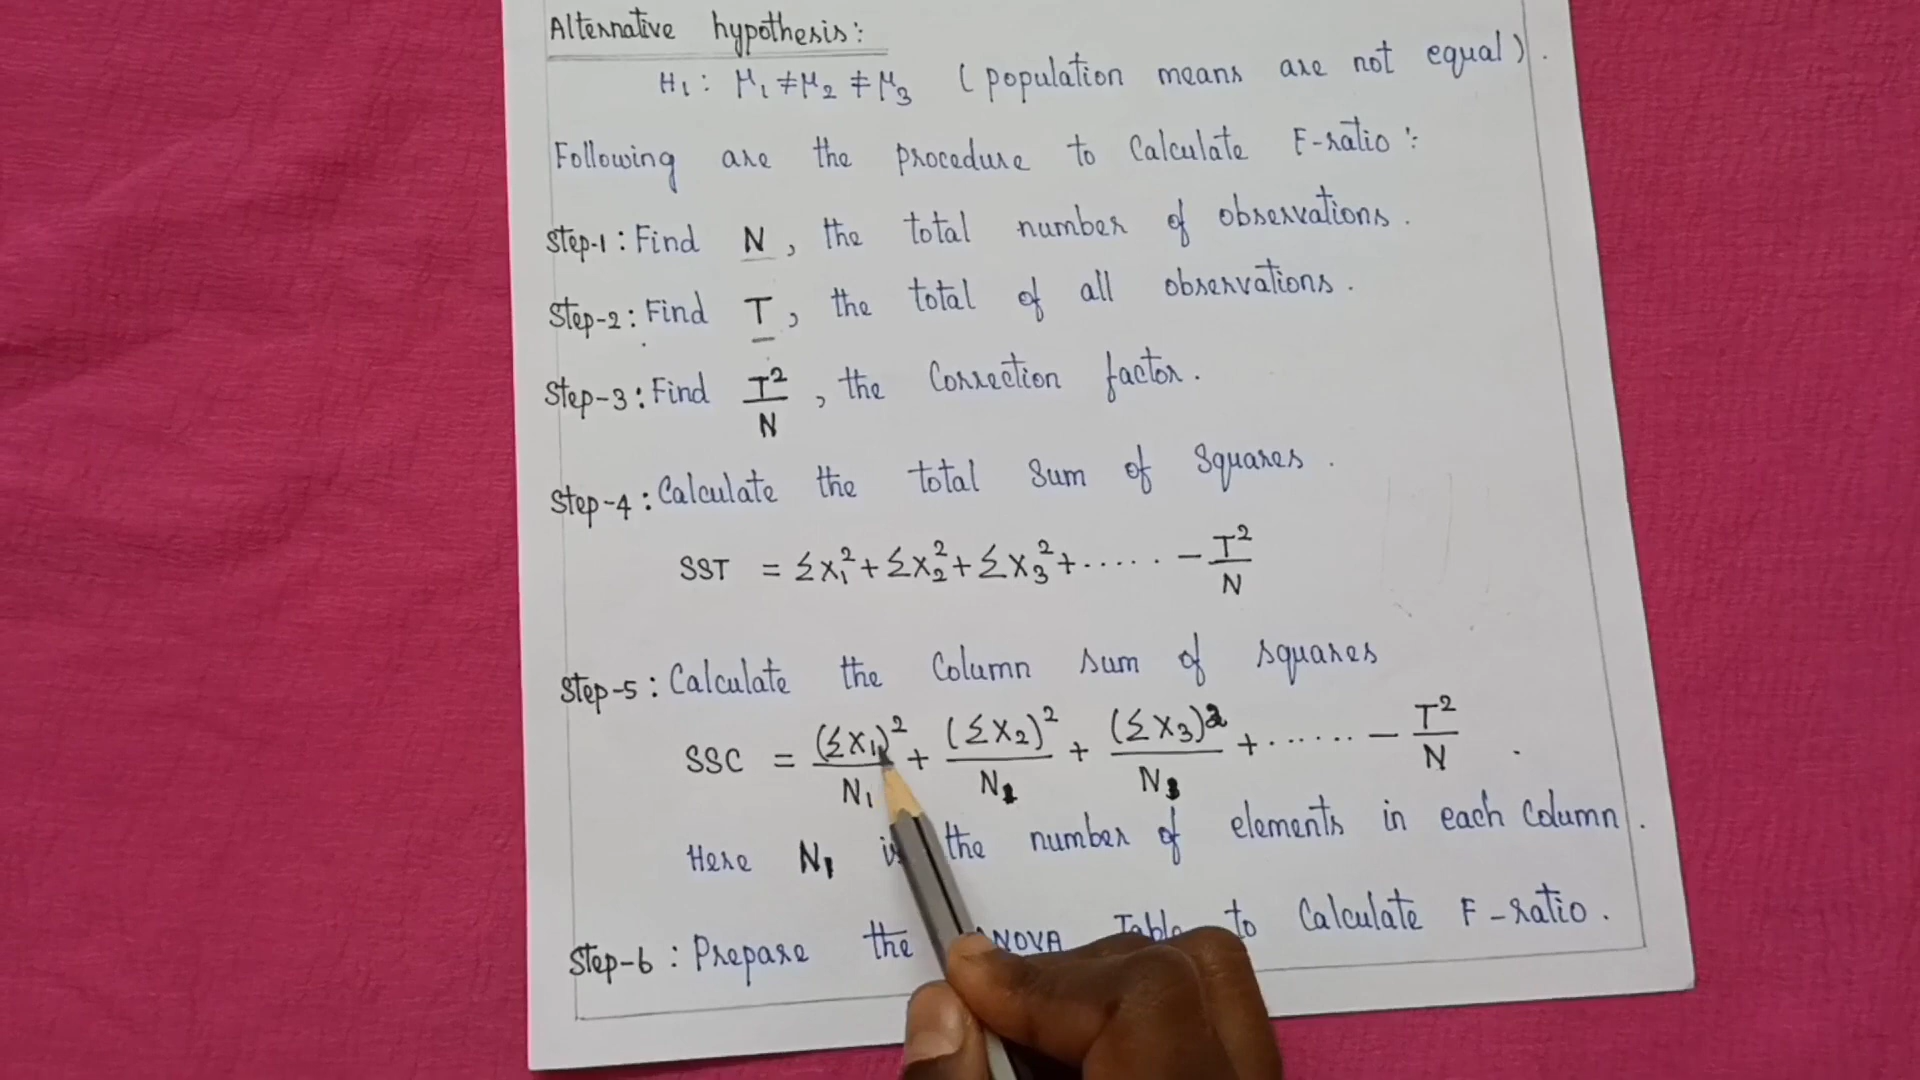 Alternative hypothesis:
H₁: μ₁ ≠ μ₂ ≠ μ₃ (population means are not equal).
Following are the procedure to Calculate F-ratio:
Step-1: Find N, the total number of observations.
Step-2: Find T, the total of all observations.
Step-3: Find T²/N, the Correction factor.
Step-4: Calculate the total Sum of Squares.
SST = Σx₁² + Σx₂² + Σx₃² + ...... - T²/N
Step-5: Calculate the Column sum of squares
SSC = (Σx₁)²/N₁ + (Σx₂)²/N₂ + (Σx₃)²/N₃ + ...... - T²/N.
Here N₁ is the number of elements in each Column.
Step-6: Prepare the ANOVA Table to Calculate F-ratio.